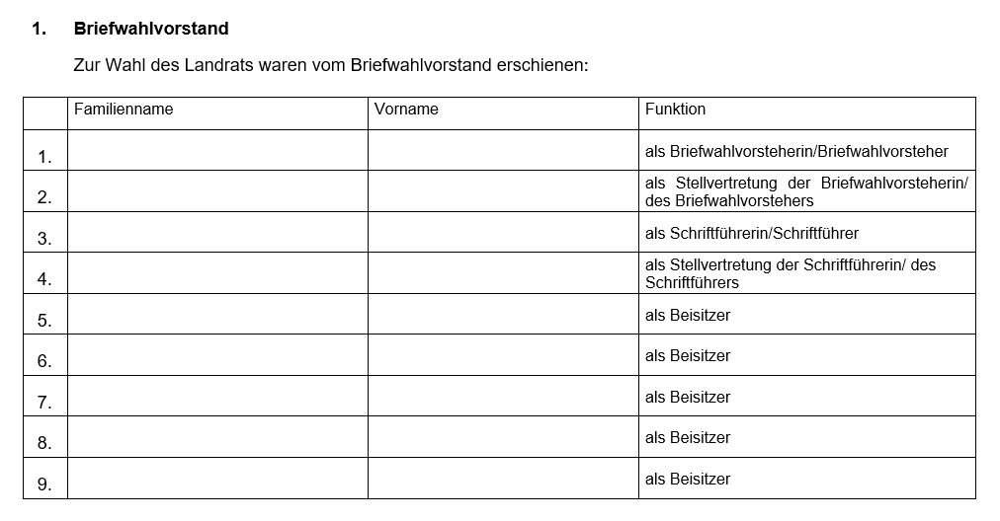 1. Briefwahlvorstand
Zur Wahl des Landrats waren vom Briefwahlvorstand erschienen:
Familienname Vorname Funktion
1. als Briefwahlvorsteherin/Briefwahlvorsteher
2. als Stellvertretung der Briefwahlvorsteherin/
des Briefwahlvorstehers
3. als Schriftführerin/Schriftführer
4. als Stellvertretung der Schriftführerin/ des
Schriftführers
5. als Beisitzer
6. als Beisitzer
7. als Beisitzer
8. als Beisitzer
9. als Beisitzer